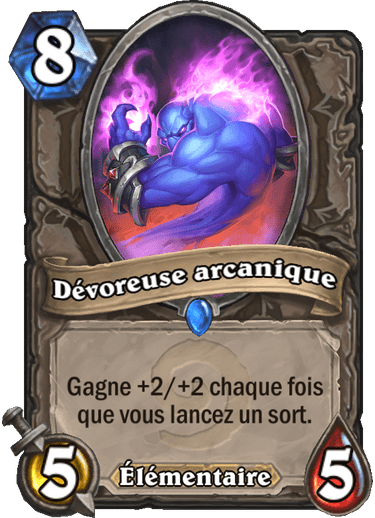 8
Dévoreuse arcanique
Gagne +2/+2 chaque fois
que vous lancez un sort.
5
Élémentaire
5